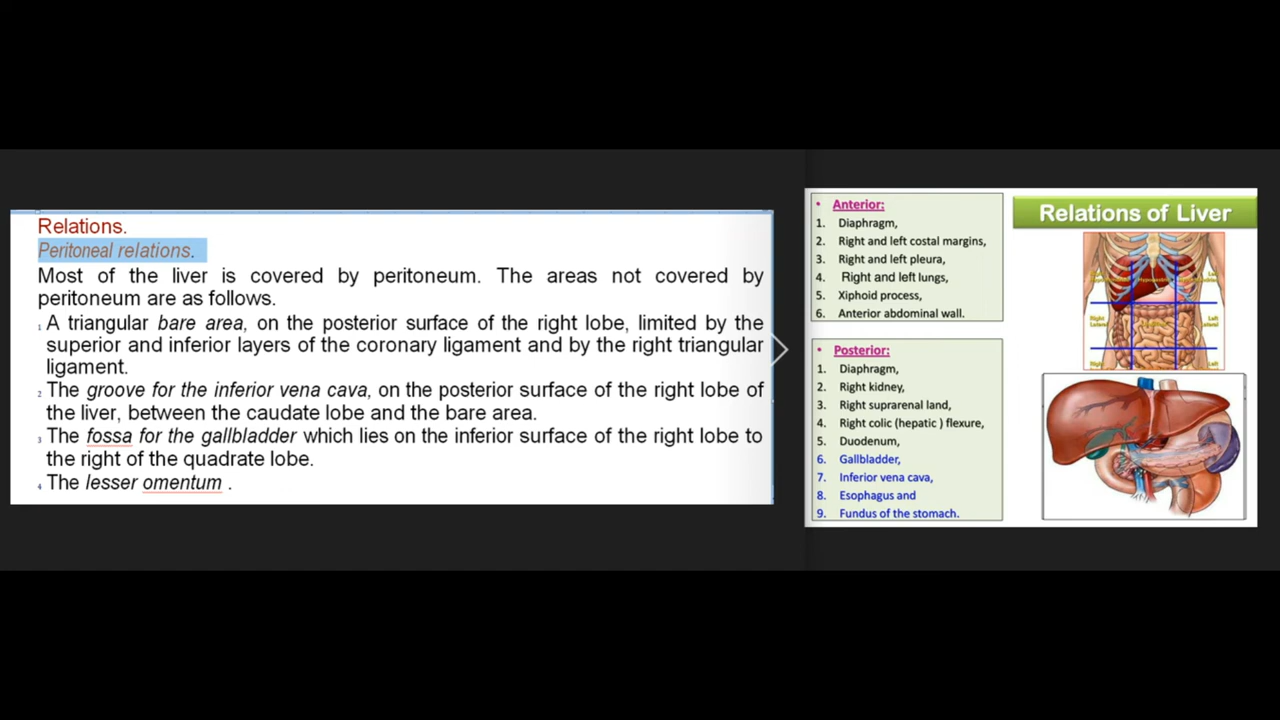 Relations.
Peritoneal relations.
Most of the liver is covered by peritoneum. The areas not covered by
peritoneum are as follows.
1 A triangular bare area, on the posterior surface of the right lobe, limited by the
superior and inferior layers of the coronary ligament and by the right triangular
ligament.
2 The groove for the inferior vena cava, on the posterior surface of the right lobe of
the liver, between the caudate lobe and the bare area.
3 The fossa for the gallbladder which lies on the inferior surface of the right lobe to
the right of the quadrate lobe.
4 The lesser omentum .
• Anterior:
1. Diaphragm,
2. Right and left costal margins,
3. Right and left pleura,
4. Right and left lungs,
5. Xiphoid process,
6. Anterior abdominal wall.
• Posterior:
1. Diaphragm,
2. Right kidney,
3. Right suprarenal land,
4. Right colic (hepatic ) flexure,
5. Duodenum,
6. Gallbladder,
7. Inferior vena cava,
8. Esophagus and
9. Fundus of the stomach.
Relations of Liver
Right
Lateral
Left
Lateral